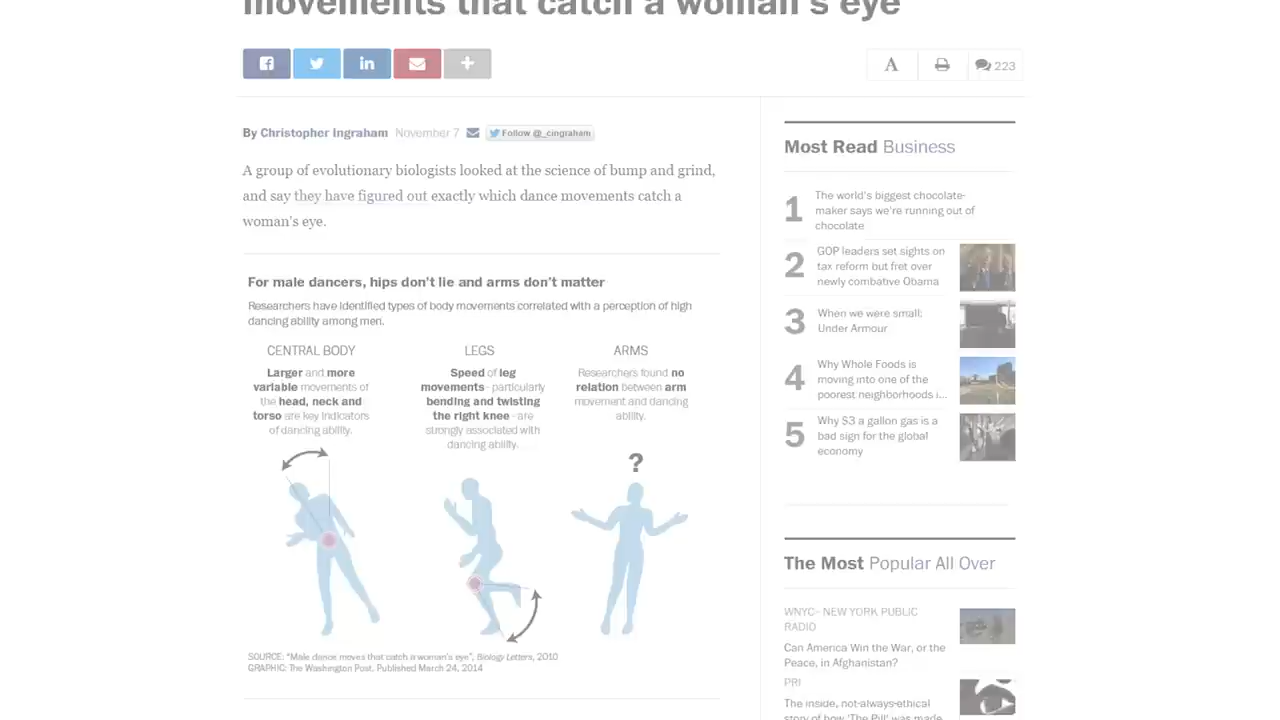 movements that catch a woman's eye
A
223
By Christopher Ingraham November 7
Follow @_cingraham
A group of evolutionary biologists looked at the science of bump and grind,
and say they have figured out exactly which dance movements catch a
woman's eye.
For male dancers, hips don't lie and arms don't matter
Researchers have identified types of body movements correlated with a perception of high
dancing ability among men.
CENTRAL BODY
Larger and more
variable movements of
the head, neck and
torso are key indicators
of dancing ability.
LEGS
Speed of leg
movements - particularly
bending and twisting
the right knee - are
strongly associated with
dancing ability.
ARMS
Researchers found no
relation between arm
movement and dancing
ability.
?
SOURCE: "Male dance moves that catch a woman's eye", Biology Letters, 2010
GRAPHIC: The Washington Post. Published March 24, 2014
Most Read Business
1
The world's biggest chocolate-
maker says we're running out of
chocolate
2
GOP leaders set sights on
tax reform but fret over
newly combative Obama
3
When we were small:
Under Armour
4
Why Whole Foods is
moving into one of the
poorest neighborhoods i...
5
Why $3 a gallon gas is a
bad sign for the global
economy
The Most Popular All Over
WNYC- NEW YORK PUBLIC
RADIO
Can America Win the War, or the
Peace, in Afghanistan?
PRI
The inside, not-always-ethical
story of how 'The Pill' was made